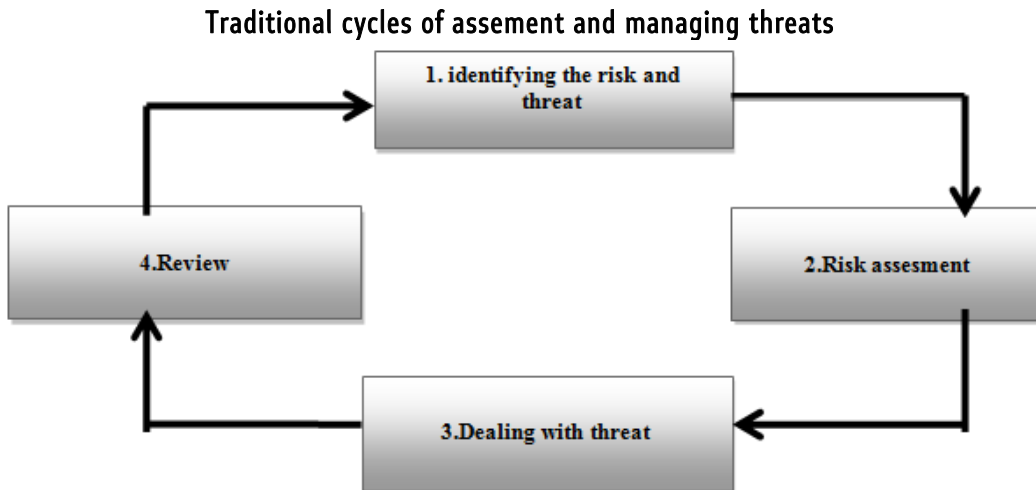 Traditional cycles of assement and managing threats
1. identifying the risk and
threat
2.Risk assesment
3.Dealing with threat
4.Review